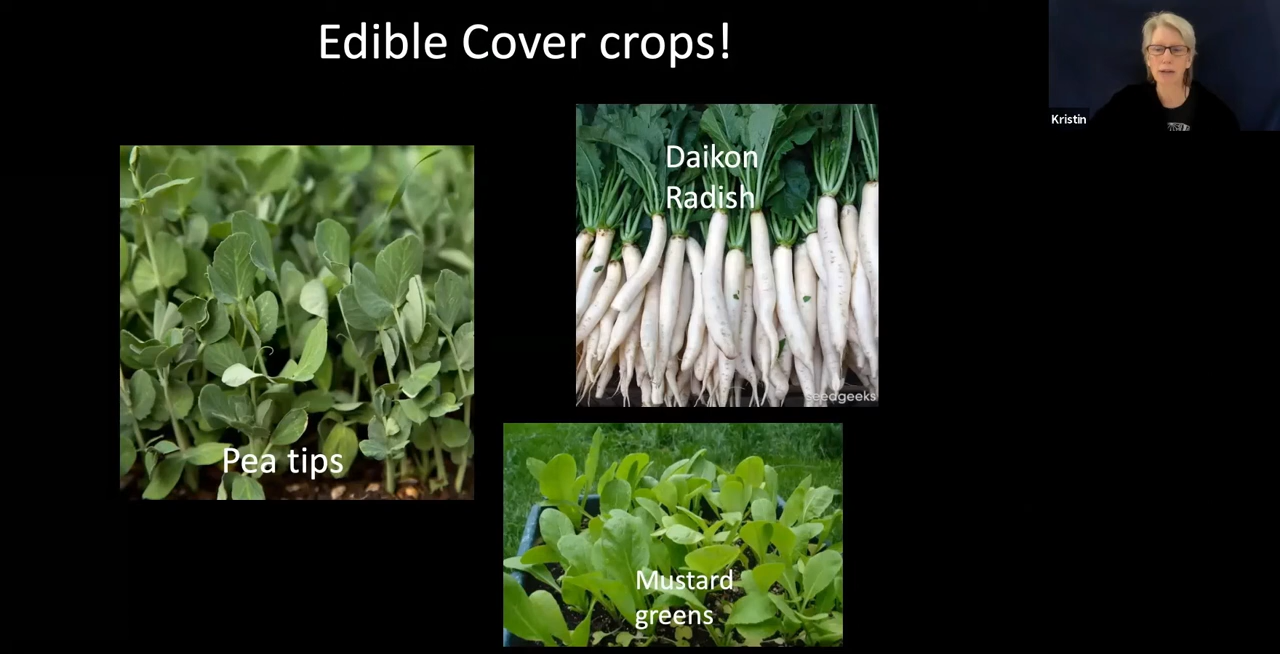 Edible Cover crops!
Kristin
Daikon
Radish
seedgeeks
Pea tips
Mustard
greens